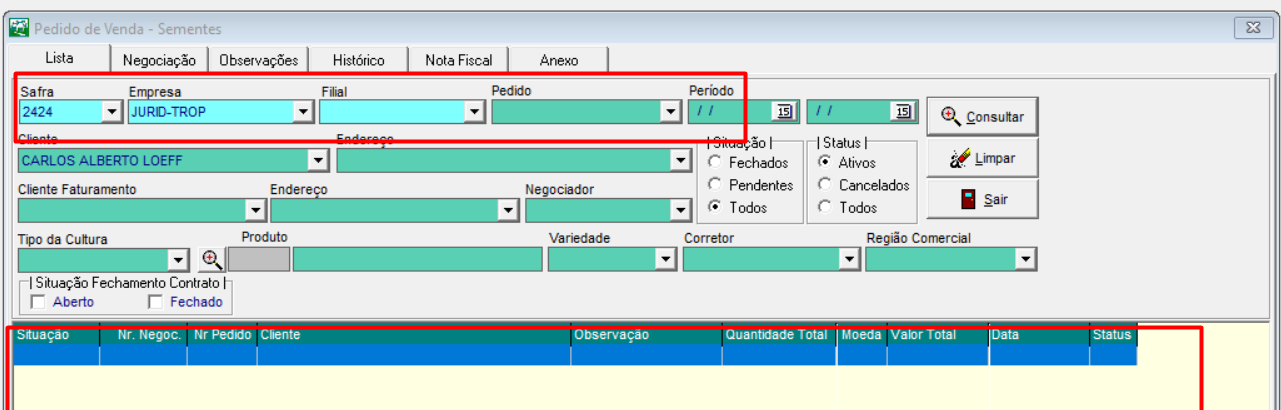 Pedido de Venda - Sementes
Lista Negociação Observações Histórico Nota Fiscal Anexo
Safra Empresa Filial Pedido Período
2424 JURID-TROP / / 15 / / 15 Consultar
Cliente Endereço | Situação | | Status |
CARLOS ALBERTO LOEFF Fechados Ativos Limpar
Cliente Faturamento Endereço Negociador Pendentes Cancelados
Todos Todos Sair
Tipo da Cultura Produto Variedade Corretor Região Comercial
| Situação Fechamento Contrato |
Aberto Fechado
Situação Nr. Negoc. Nr Pedido Cliente Observação Quantidade Total Moeda Valor Total Data Status